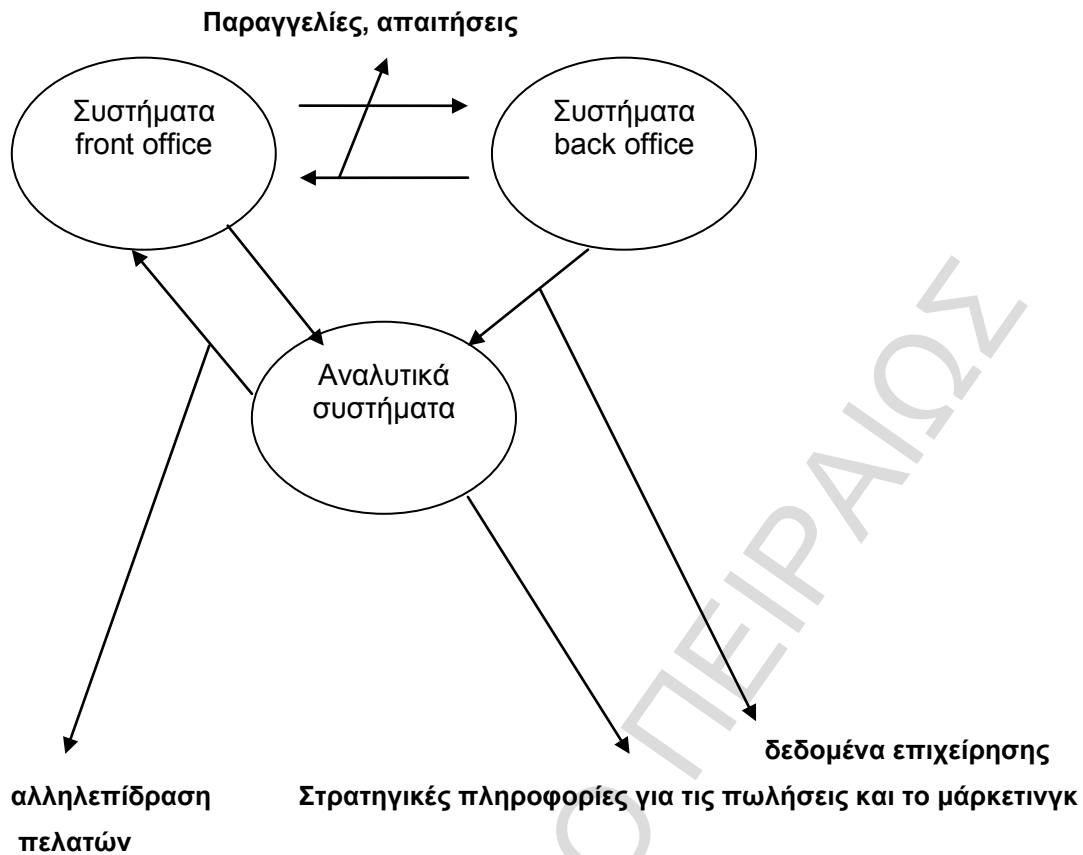 Παραγγελίες, απαιτήσεις
Συστήματα
front office
Συστήματα
back office
Αναλυτικά
συστήματα
δεδομένα επιχείρησης
αλληλεπίδραση
πελατών
Στρατηγικές πληροφορίες για τις πωλήσεις και το μάρκετινγκ
Ο ΠΕΙΡΑΙΩΣ